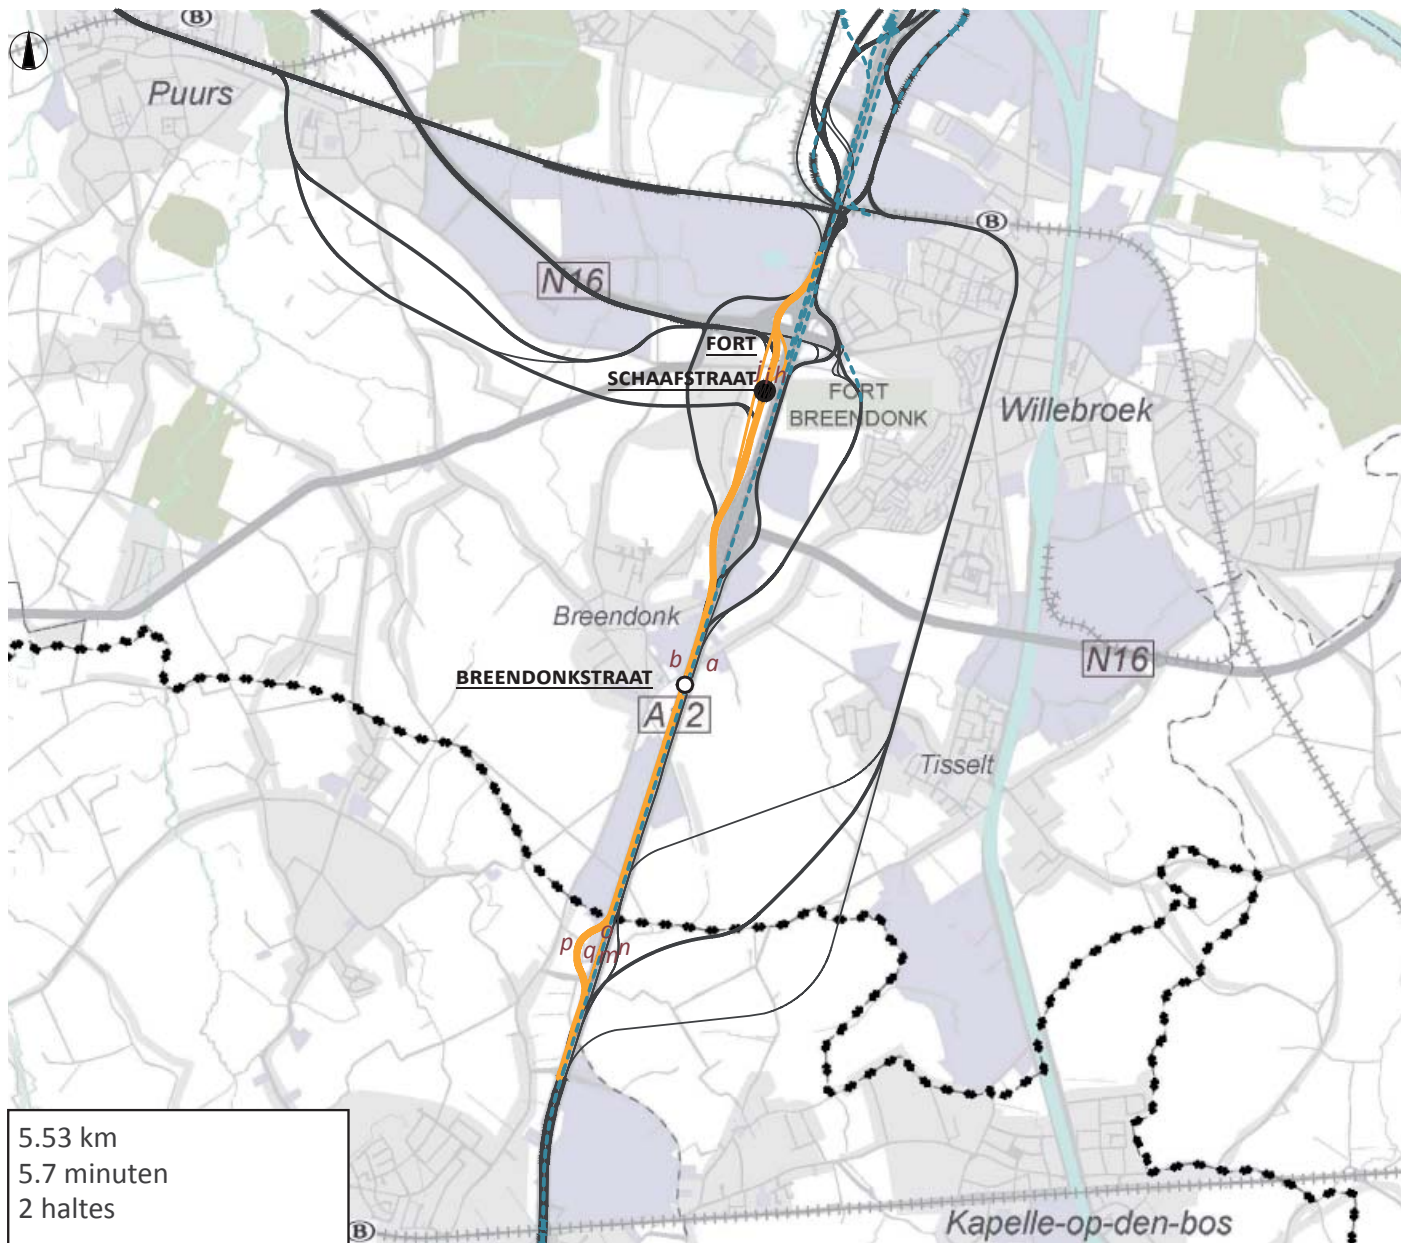 B
Puurs
N16
B
FORT
SCHAAFSTRAAT
h
FORT
BREENDONK
Willebroek
Breendonk
b a
N16
BREENDONKSTRAAT
A 2
Tisselt
o
p q m n
5.53 km
5.7 minuten
2 haltes
B
Kapelle-op-den-bos